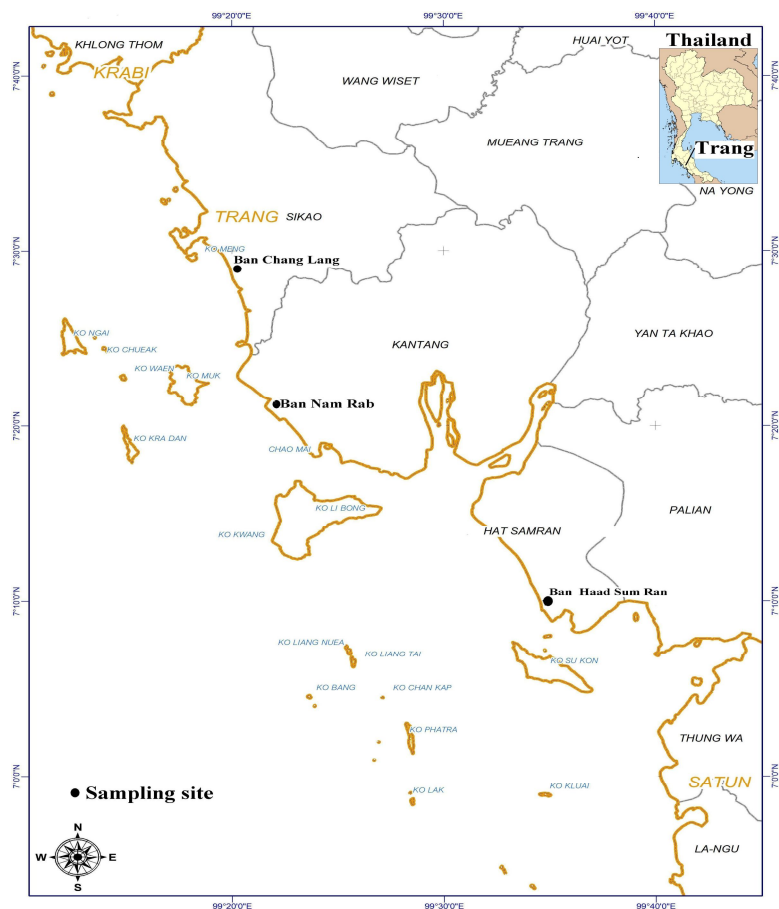 99°20'0"E
99°30'0"E
99°40'0"E
KHLONG THOM
HUAI YOT
Thailand
KRABI
7°40'0"N
7°40'0"N
WANG WISET
MUEANG TRANG
Trang
NA YONG
TRANG
SIKAO
KO MENG
7°30'0"N
7°30'0"N
Ban Chang Lang
KO NGAI
YAN TA KHAO
KO CHUEAK
KANTANG
KO WAEN
KO MUK
Ban Nam Rab
7°20'0"N
7°20'0"N
KO KRA DAN
CHAO MAI
KO LI BONG
PALIAN
KO KWANG
HAT SAMRAN
Ban Haad Sum Ran
7°10'0"N
7°10'0"N
KO LIANG NUEA
KO LIANG TAI
KO SU KON
KO BANG
KO CHAN KAP
KO PHATRA
THUNG WA
7°0'0"N
7°0'0"N
SATUN
KO LAK
KO KLUAI
Sampling site
N
W
E
S
LA-NGU
99°20'0"E
99°30'0"E
99°40'0"E